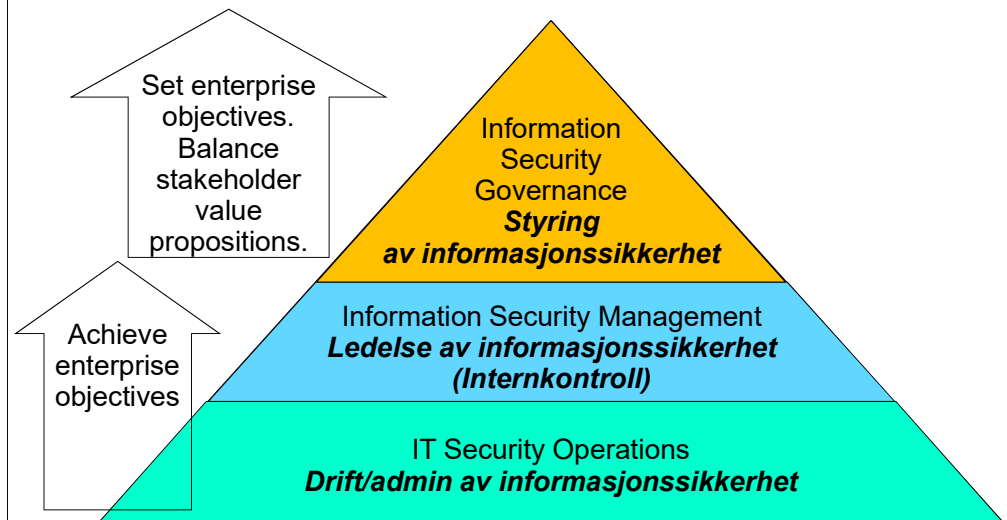 Set enterprise
objectives.
Balance
stakeholder
value
propositions.
Achieve
enterprise
objectives
Information
Security
Governance
Styring
av informasjonssikkerhet
Information Security Management
Ledelse av informasjonssikkerhet
(Internkontroll)
IT Security Operations
Drift/admin av informasjonssikkerhet